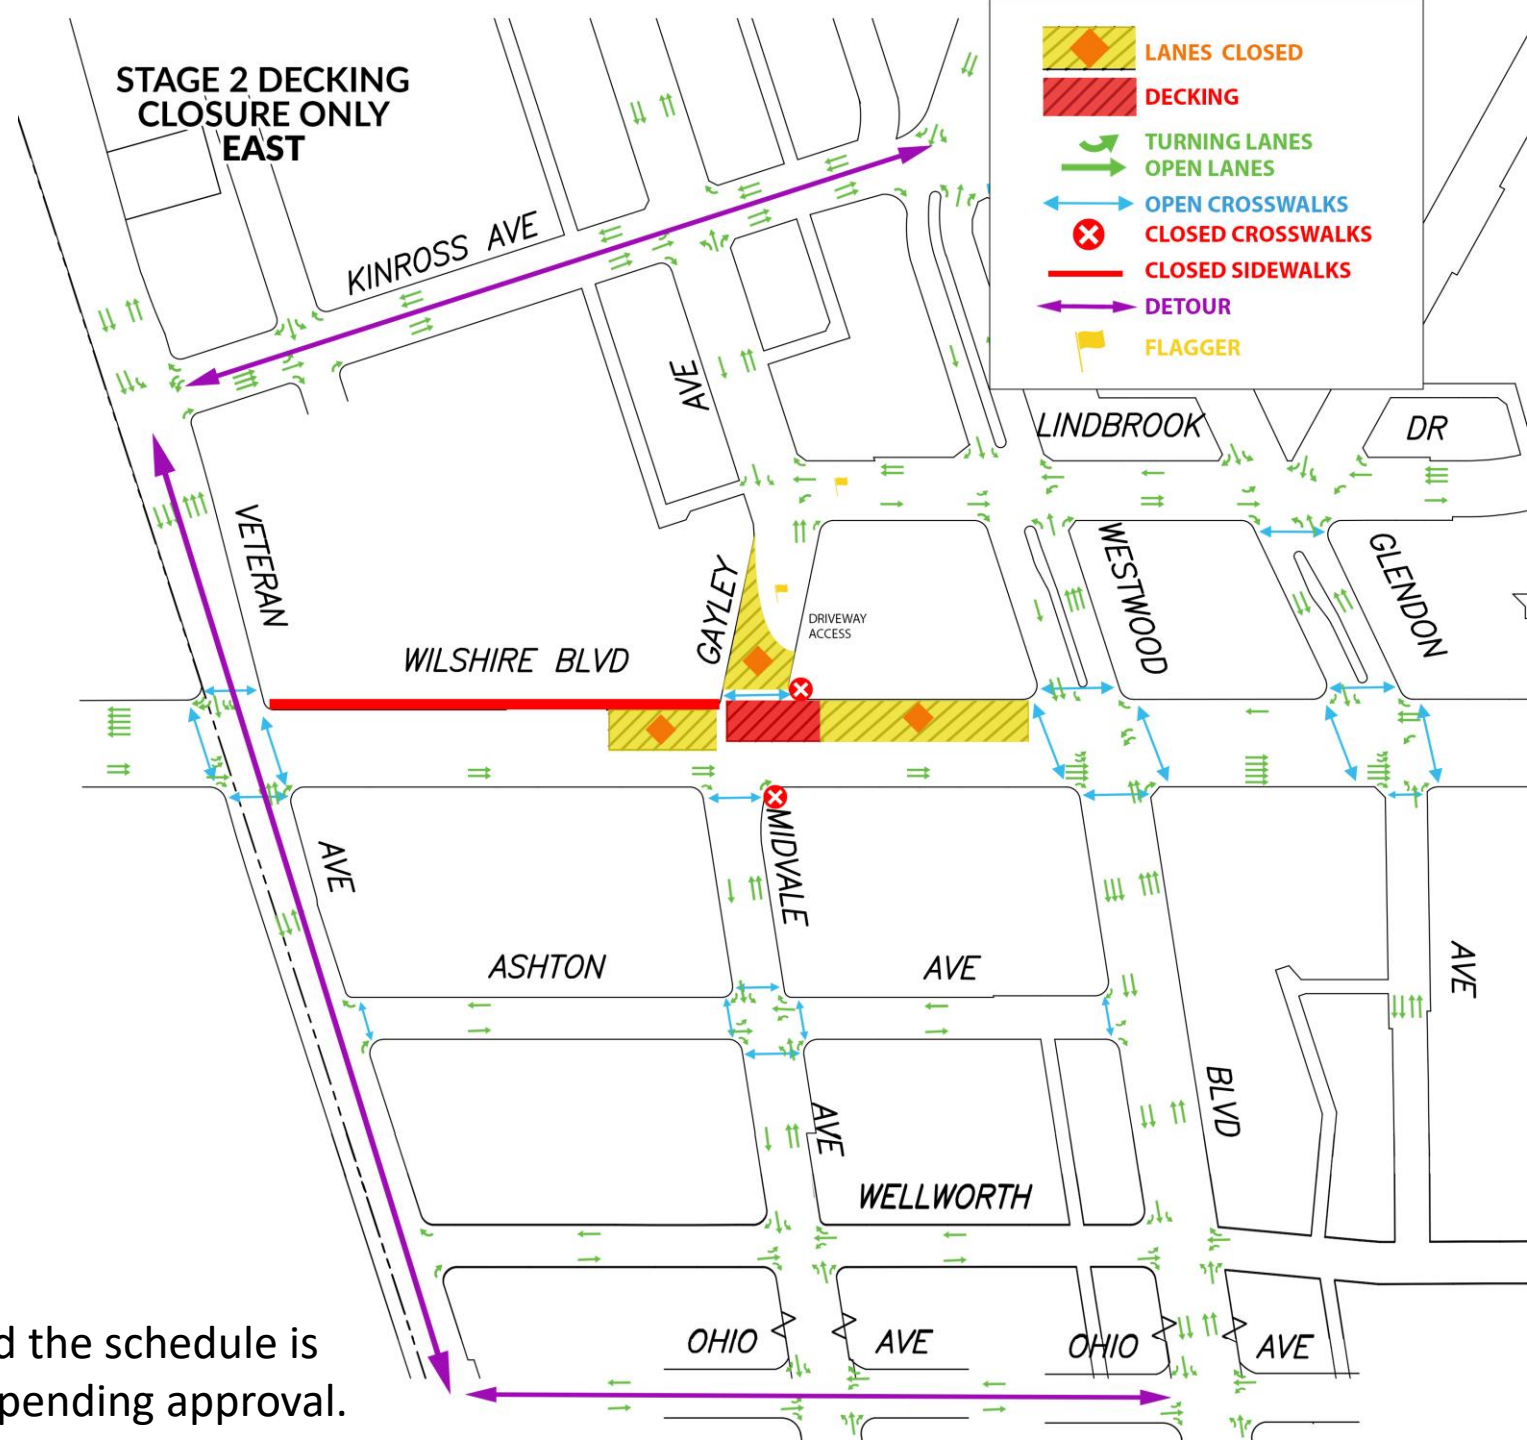 STAGE 2 DECKING
CLOSURE ONLY
EAST
LANES CLOSED
DECKING
TURNING LANES
OPEN LANES
OPEN CROSSWALKS
CLOSED CROSSWALKS
CLOSED SIDEWALKS
DETOUR
FLAGGER
KINROSS AVE
AVE
LINDBROOK
DR
VETERAN
GAYLEY
WESTWOOD
GLENDON
DRIVEWAY
ACCESS
WILSHIRE BLVD
AVE
MIDVALE
ASHTON
AVE
AVE
AVE
BLVD
WELLWORTH
OHIO
AVE
OHIO
AVE
d the schedule is
pending approval.